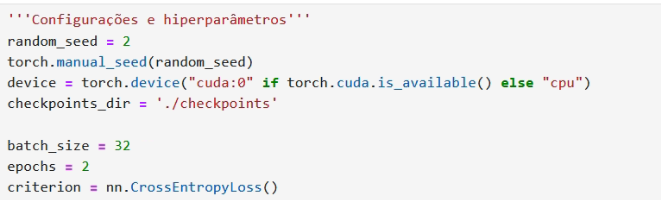 '''Configurações e hiperparâmetros'''
random_seed = 2
torch.manual_seed(random_seed)
device = torch.device("cuda:0" if torch.cuda.is_available() else "cpu")
checkpoints_dir = './checkpoints'
batch_size = 32
epochs = 2
criterion = nn.CrossEntropyLoss()